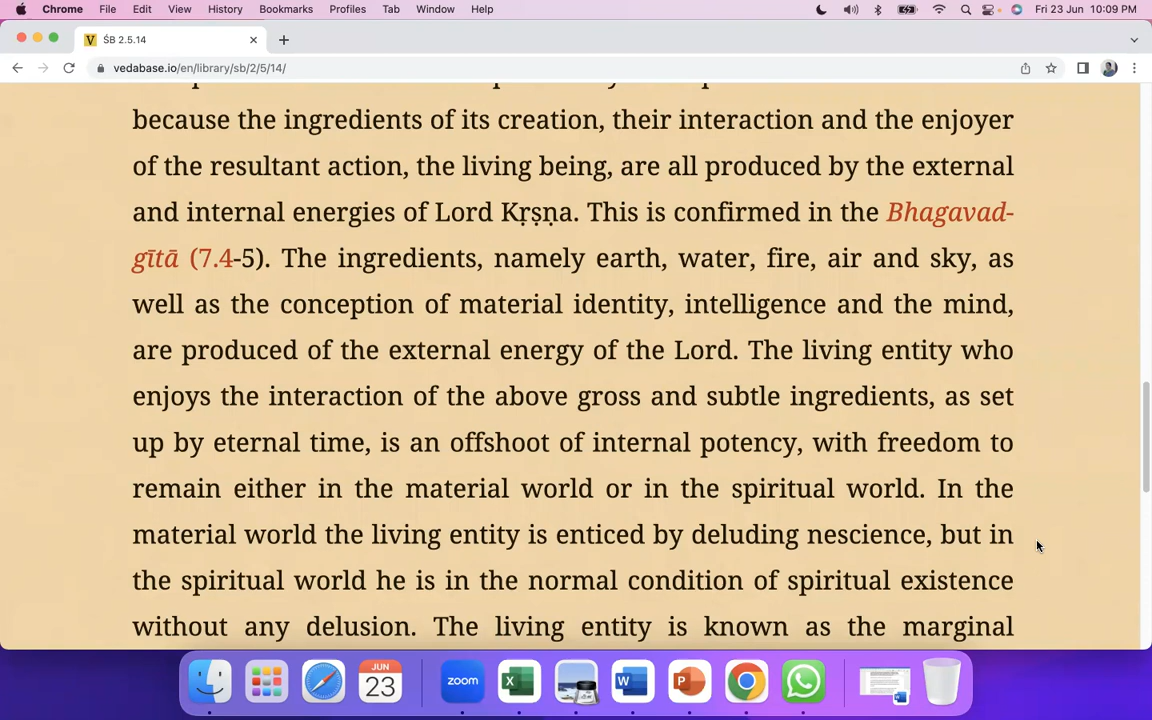 Chrome File Edit View History Bookmarks Profiles Tab Window Help Fri 23 Jun 10:09 PM
V ŚB 2.5.14
vedabase.io/en/library/sb/2/5/14/
because the ingredients of its creation, their interaction and the enjoyer
of the resultant action, the living being, are all produced by the external
and internal energies of Lord Kṛṣṇa. This is confirmed in the Bhagavad-
gītā (7.4-5). The ingredients, namely earth, water, fire, air and sky, as
well as the conception of material identity, intelligence and the mind,
are produced of the external energy of the Lord. The living entity who
enjoys the interaction of the above gross and subtle ingredients, as set
up by eternal time, is an offshoot of internal potency, with freedom to
remain either in the material world or in the spiritual world. In the
material world the living entity is enticed by deluding nescience, but in
the spiritual world he is in the normal condition of spiritual existence
without any delusion. The living entity is known as the marginal
JUN
23
zoom
X
W
P